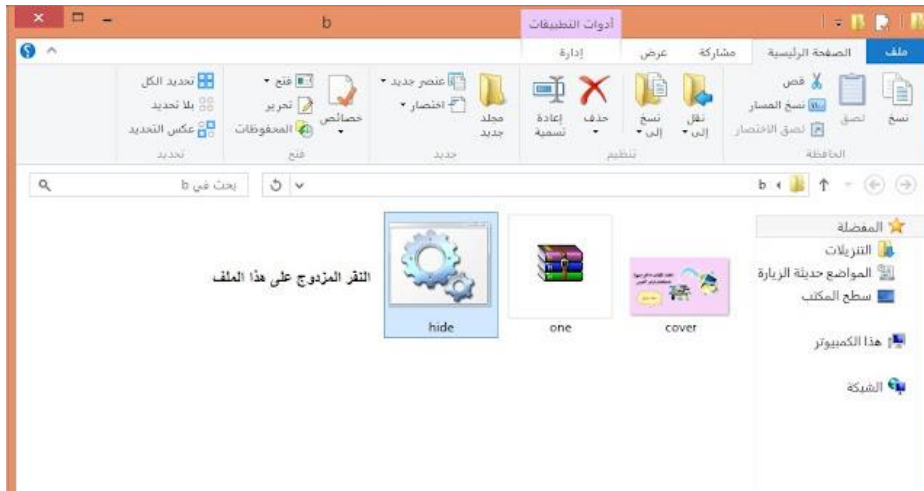 b
أدوات التطبيقات
ملف
الصفحة الرئيسية
مشاركة
عرض
إدارة
نسخ
لصق
قص
نسخ المسار
لصق الاختصار
الحافظة
نقل إلى
نسخ إلى
حذف
إعادة تسمية
تنظيم
مجلد جديد
عنصر جديد
اختصار
جديد
خصائص
فتح
تحرير
المحفوظات
فتح
تحديد الكل
بلا تحديد
عكس التحديد
تحديد
b
بحث في b
المفضلة
التنزيلات
المواضع حديثة الزيارة
سطح المكتب
هذا الكمبيوتر
الشبكة
cover
one
hide
النقر المزدوج على هذا الملف